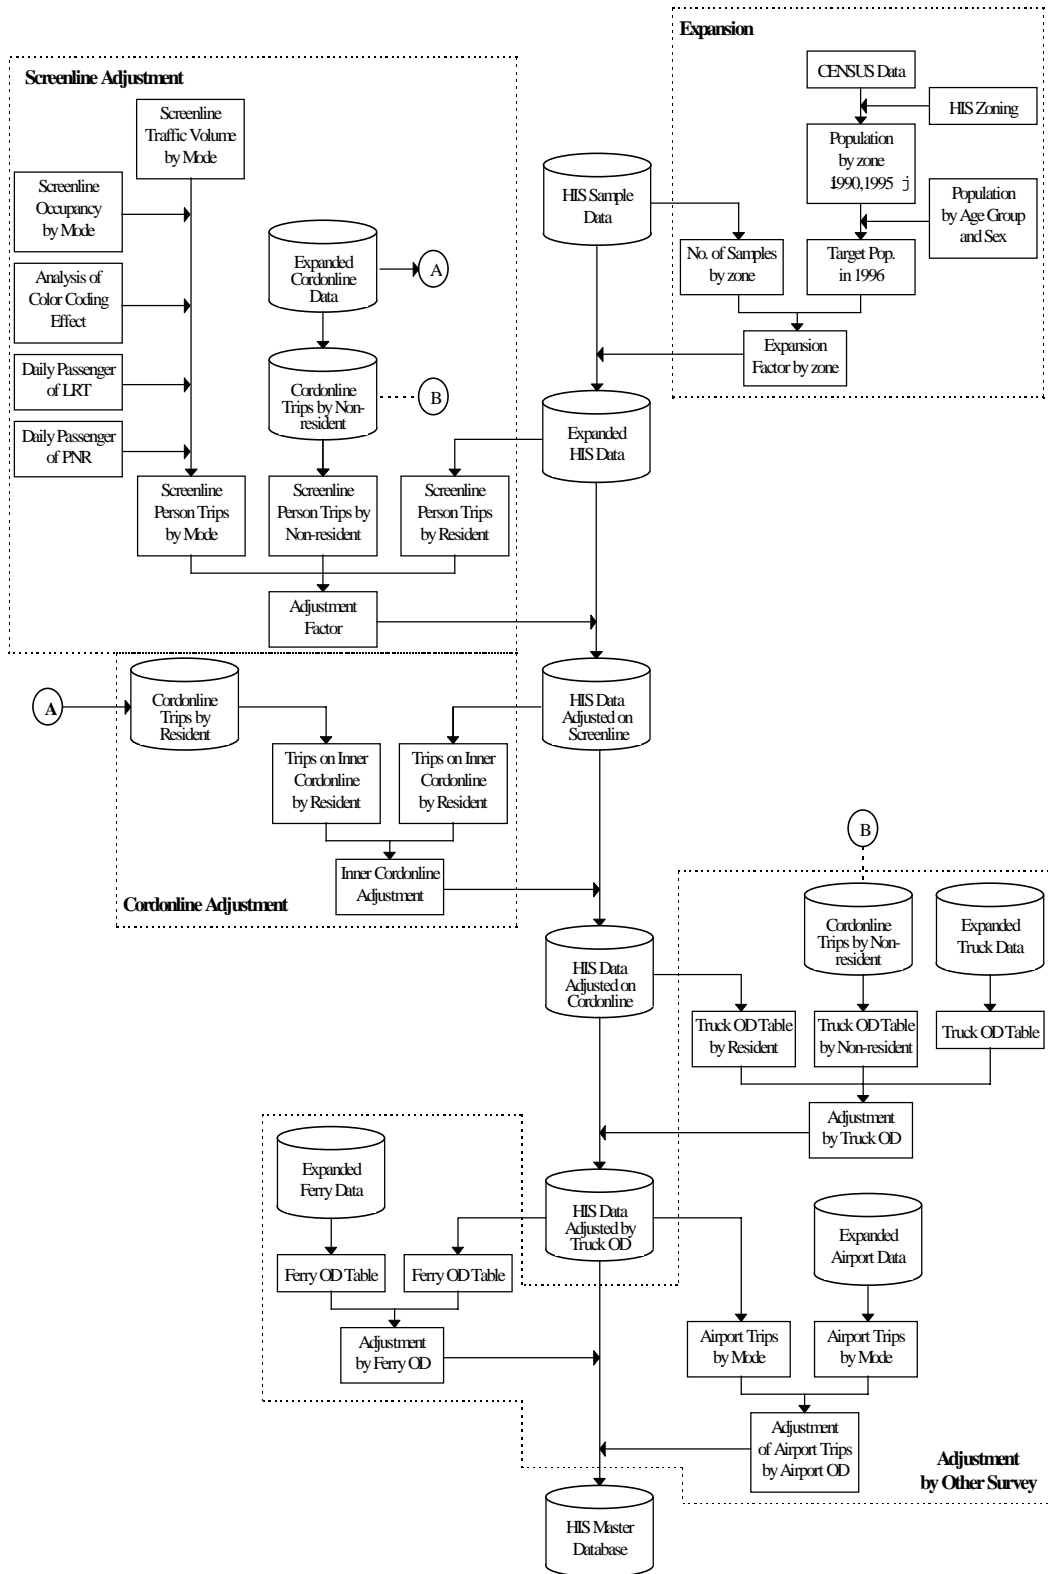 Expansion
CENSUS Data
HIS Zoning
Population
by zone
1990,1995 j
Population
by Age Group
and Sex
No. of Samples
by zone
Target Pop.
in 1996
Expansion
Factor by zone
Screenline Adjustment
Screenline
Traffic Volume
by Mode
Screenline
Occupancy
by Mode
Analysis of
Color Coding
Effect
Daily Passenger
of LRT
Daily Passenger
of PNR
Expanded
Cordonline
Data
A
Cordonline
Trips by Non-
resident
B
Screenline
Person Trips
by Mode
Screenline
Person Trips by
Non-resident
Screenline
Person Trips
by Resident
Adjustment
Factor
HIS Sample
Data
Expanded
HIS Data
A
Cordonline
Trips by
Resident
Trips on Inner
Cordonline
by Resident
Trips on Inner
Cordonline
by Resident
Inner Cordonline
Adjustment
Cordonline Adjustment
HIS Data
Adjusted on
Screenline
B
Cordonline
Trips by Non-
resident
Expanded
Truck Data
HIS Data
Adjusted on
Cordonline
Truck OD Table
by Resident
Truck OD Table
by Non-resident
Truck OD Table
Adjustment
by Truck OD
Expanded
Ferry Data
HIS Data
Adjusted by
Truck OD
Expanded
Airport Data
Ferry OD Table
Ferry OD Table
Adjustment
by Ferry OD
Airport Trips
by Mode
Airport Trips
by Mode
Adjustment
of Airport Trips
by Airport OD
Adjustment
by Other Survey
HIS Master
Database